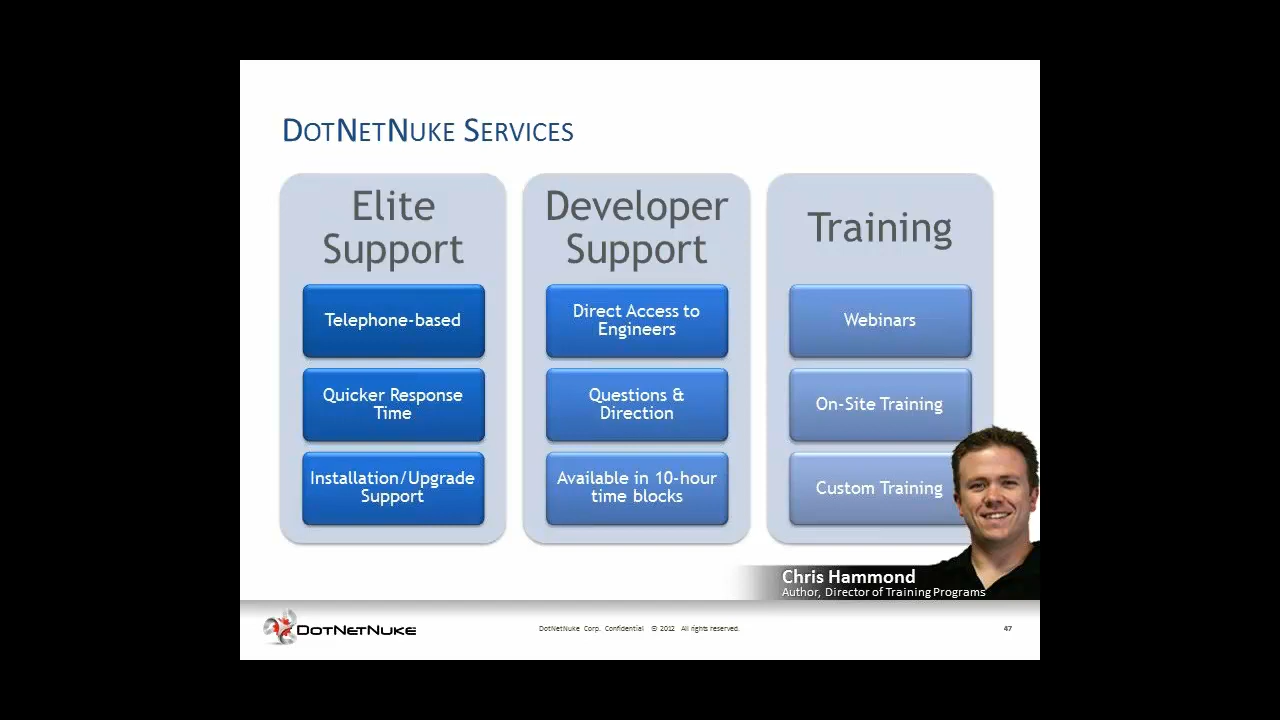 DotNetNuke Services
Elite
Support
Telephone-based
Quicker Response
Time
Installation/Upgrade
Support
Developer
Support
Direct Access to
Engineers
Questions &
Direction
Available in 10-hour
time blocks
Training
Webinars
On-Site Training
Custom Training
Chris Hammond
Author, Director of Training Programs
DotNetNuke
DotNetNuke Corp. Confidential © 2012 All rights reserved.
47